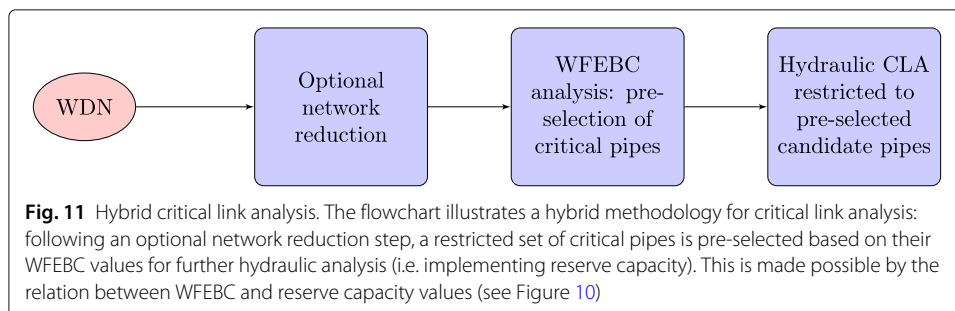 WDN
Optional
network
reduction
WFEBC
analysis: pre-
selection of
critical pipes
Hydraulic CLA
restricted to
pre-selected
candidate pipes
Fig. 11 Hybrid critical link analysis. The flowchart illustrates a hybrid methodology for critical link analysis:
following an optional network reduction step, a restricted set of critical pipes is pre-selected based on their
WFEBC values for further hydraulic analysis (i.e. implementing reserve capacity). This is made possible by the
relation between WFEBC and reserve capacity values (see Figure 10)